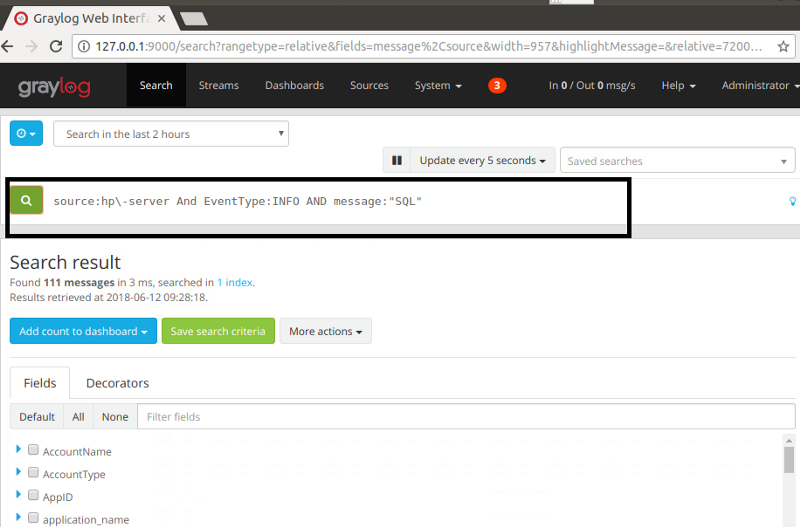 Graylog Web Interfa
127.0.0.1:9000/search?rangetype=relative&fields=message%2Csource&width=957&highlightMessage=&relative=7200...
graylog Search Streams Dashboards Sources System 3 In 0 / Out 0 msg/s Help Administrator
Search in the last 2 hours
Update every 5 seconds Saved searches
source:hp\-server And EventType:INFO AND message:"SQL"
Search result
Found 111 messages in 3 ms, searched in 1 index.
Results retrieved at 2018-06-12 09:28:18.
Add count to dashboard Save search criteria More actions
Fields Decorators
Default All None Filter fields
AccountName
AccountType
AppID
application_name